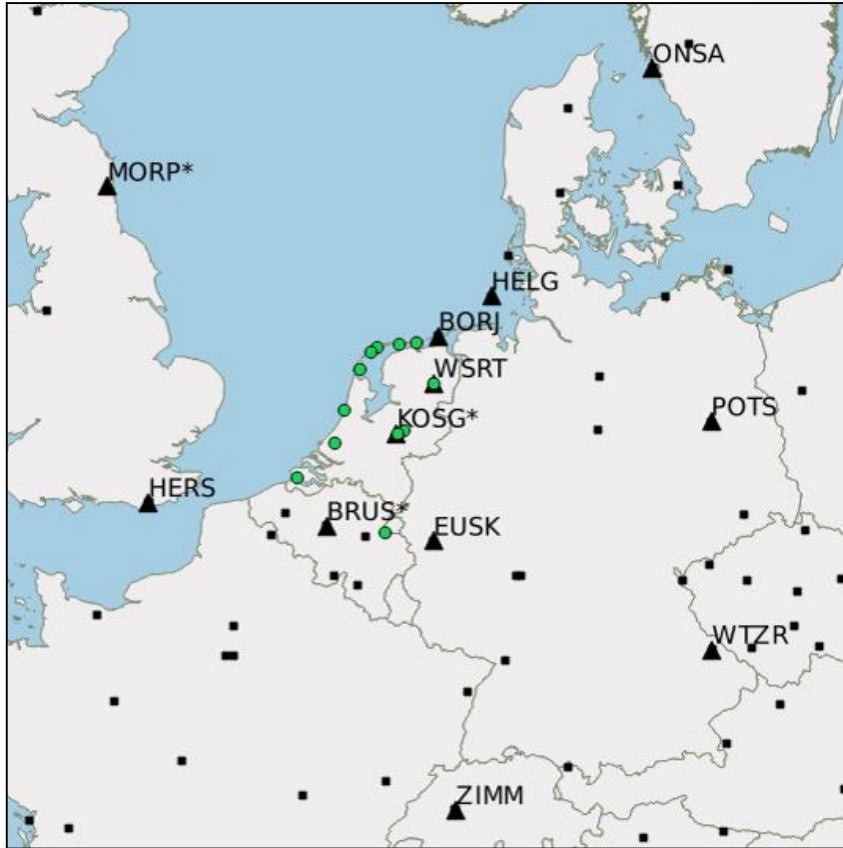 ONSA
MORP*
HELG
BORJ
WSRT
POTS
KOSG*
HERS
BRUS*
EUSK
WTZR
ZIMM